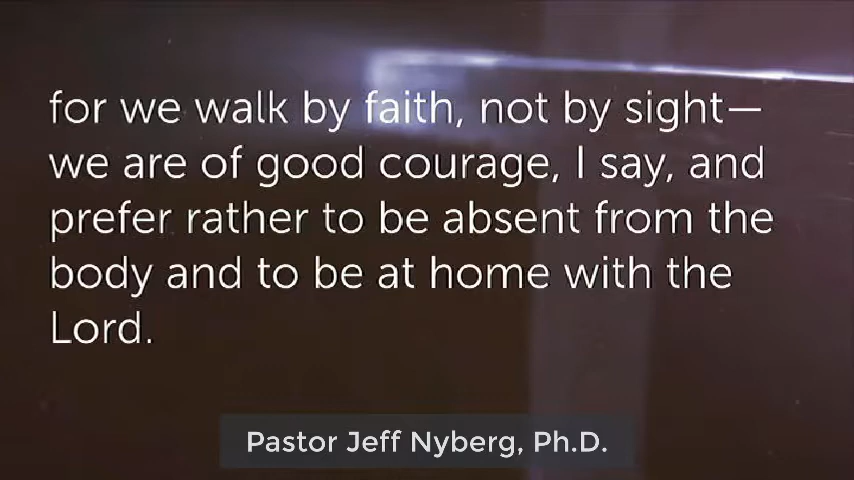 for we walk by faith, not by sight—
we are of good courage, I say, and
prefer rather to be absent from the
body and to be at home with the
Lord.
Pastor Jeff Nyberg, Ph.D.